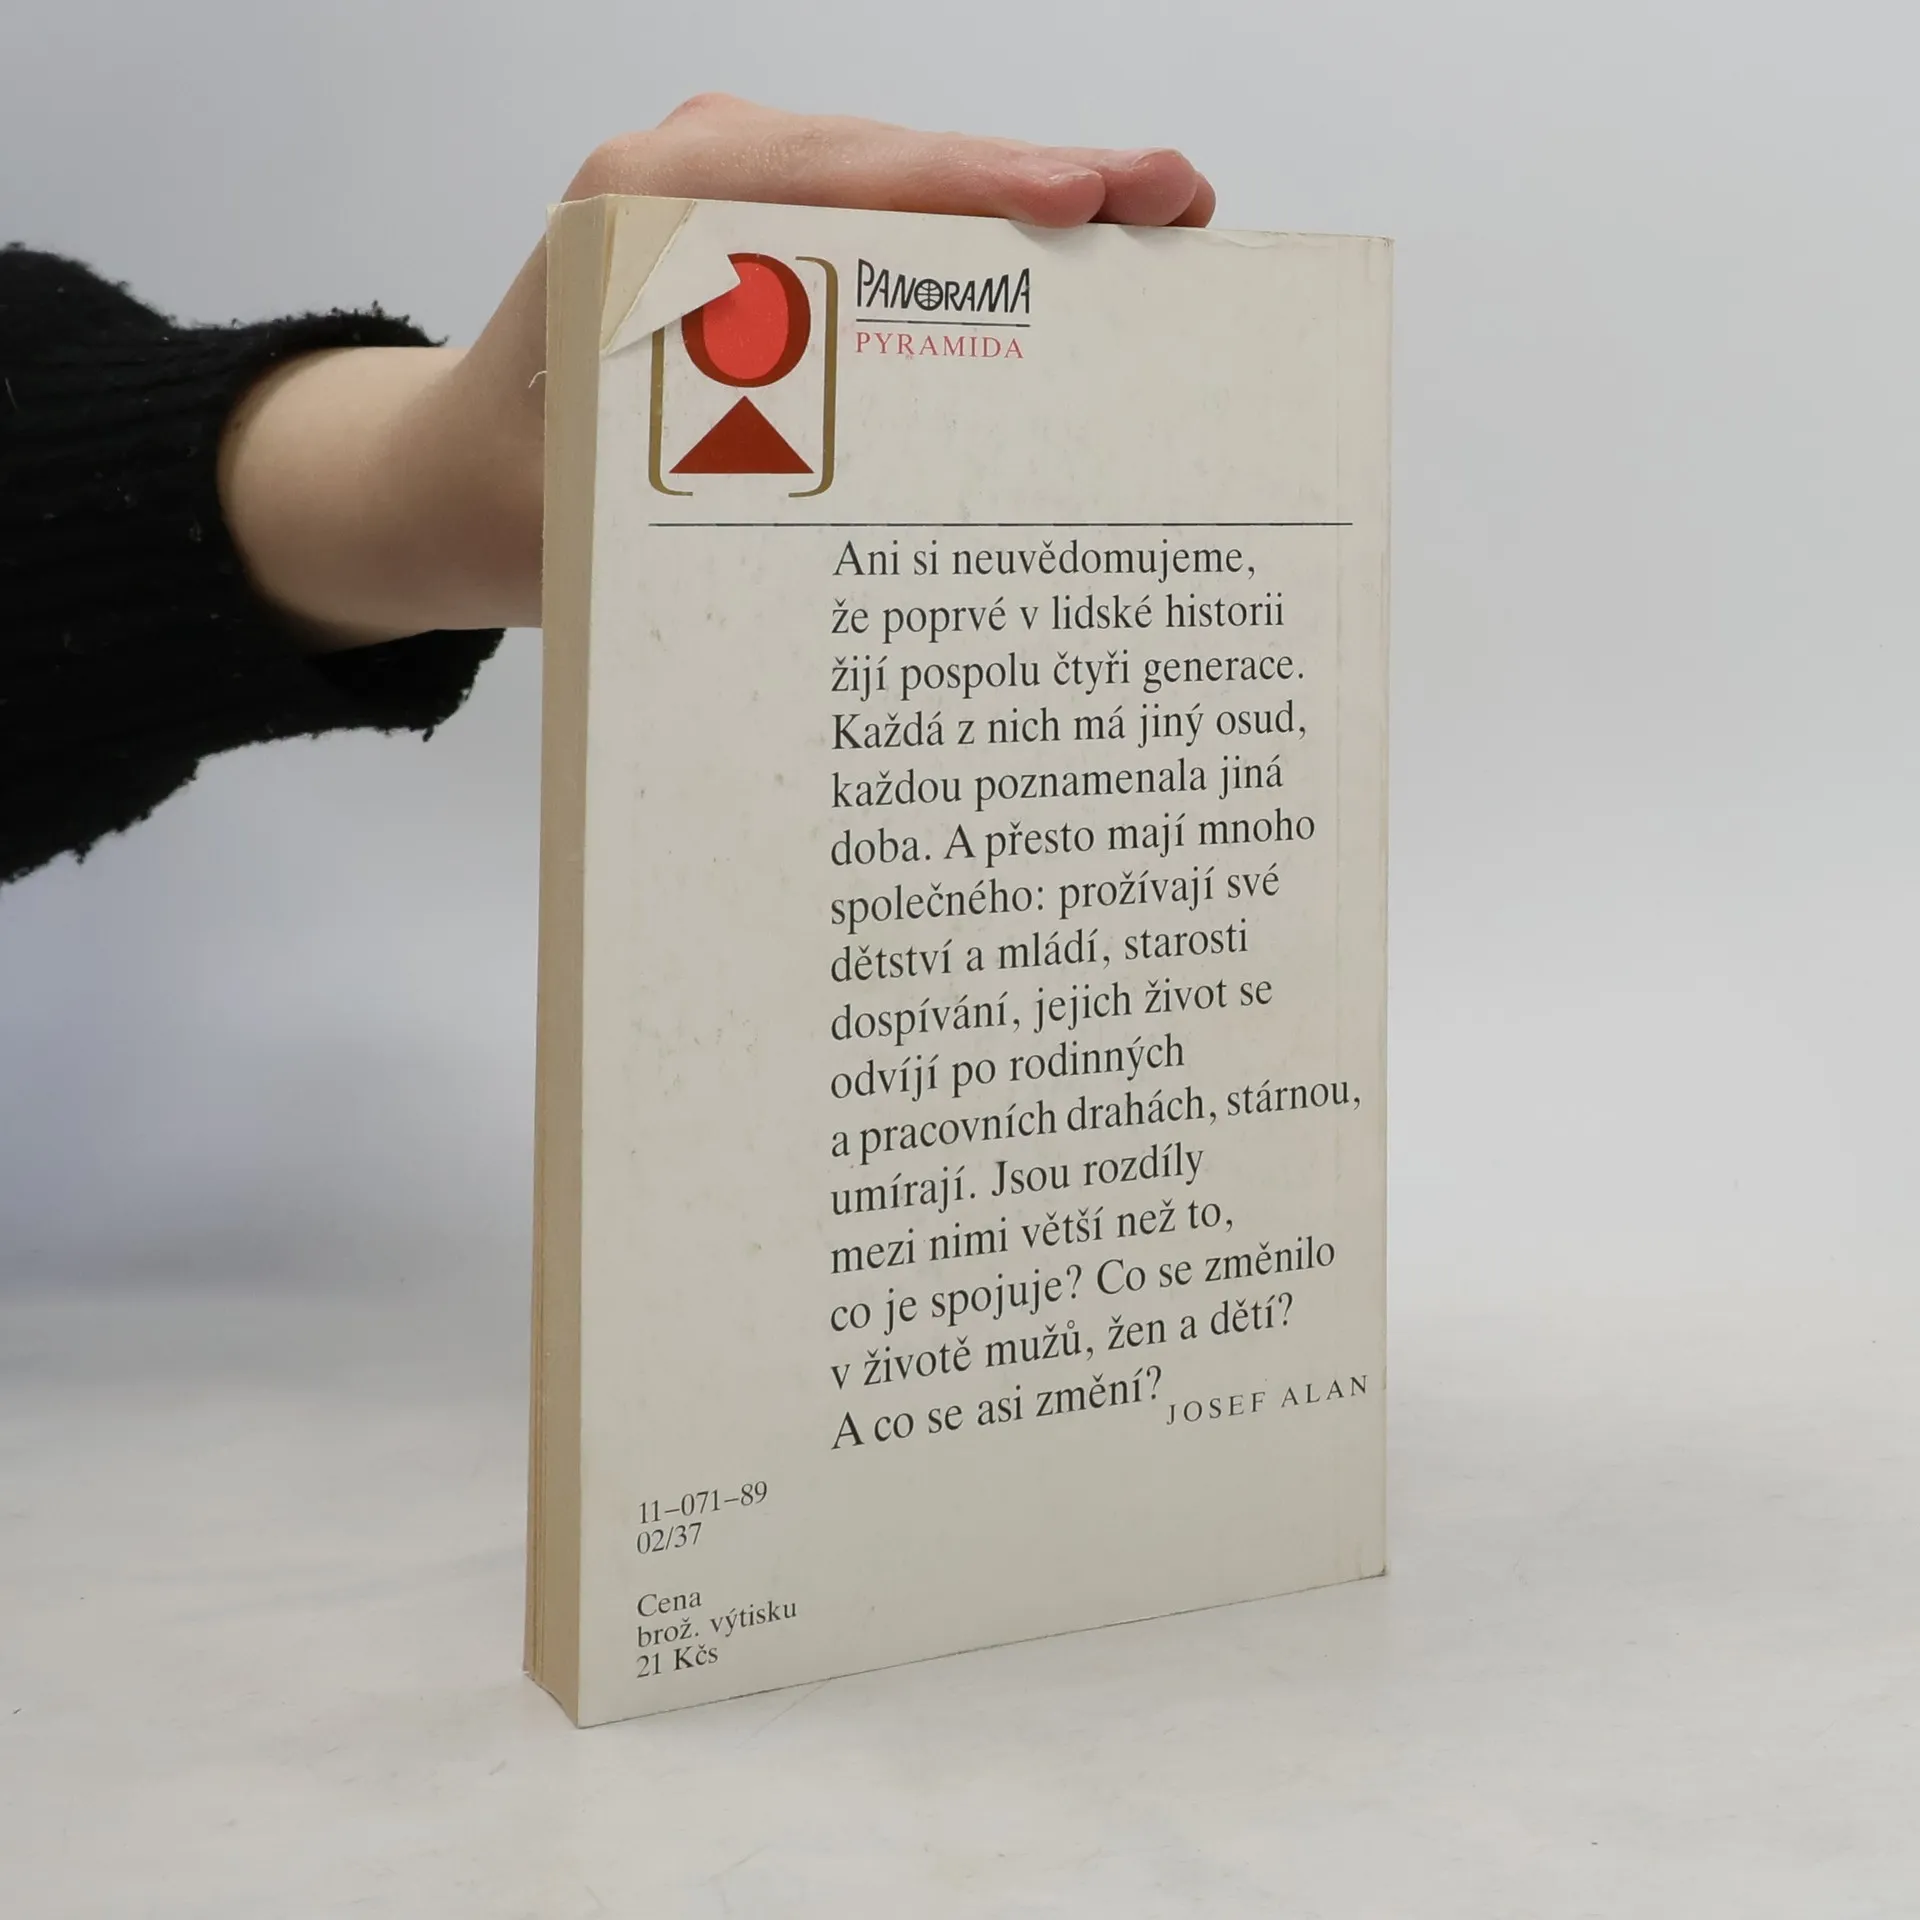 PANORAMA
PYRAMIDA
Ani si neuvědomujeme,
že poprvé v lidské historii
žijí pospolu čtyři generace.
Každá z nich má jiný osud,
každou poznamenala jiná
doba. A přesto mají mnoho
společného: prožívají své
dětství a mládí, starosti
dospívání, jejich život se
odvíjí po rodinných
a pracovních drahách, stárnou,
umírají. Jsou rozdíly
mezi nimi větší než to,
co je spojuje? Co se změnilo
v životě mužů, žen a dětí?
A co se asi změní?
JOSEF ALAN
11–071–89
02/37
Cena
brož. výtisku
21 Kčs